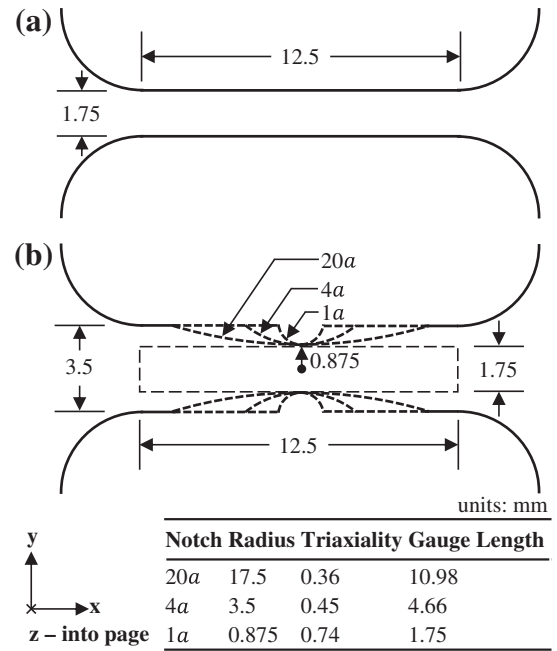 (a)
12.5
1.75
(b)
20a
4a
1a
0.875
3.5
1.75
12.5
units: mm
Notch Radius Triaxiality Gauge Length
20a 17.5 0.36 10.98
4a 3.5 0.45 4.66
1a 0.875 0.74 1.75
y
x
z – into page